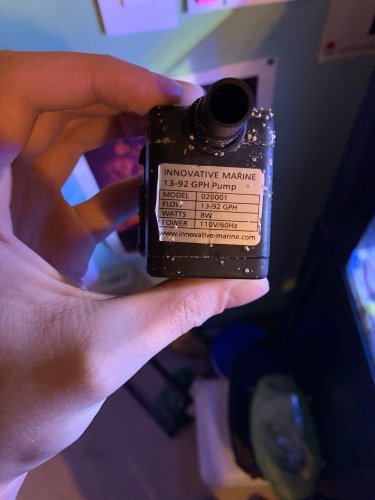 INNOVATIVE MARINE
13-92 GPH Pump
MODEL 020001
FLOW 13-92 GPH
WATTS 8W
POWER 110V/60Hz
www.innovative-marine.com